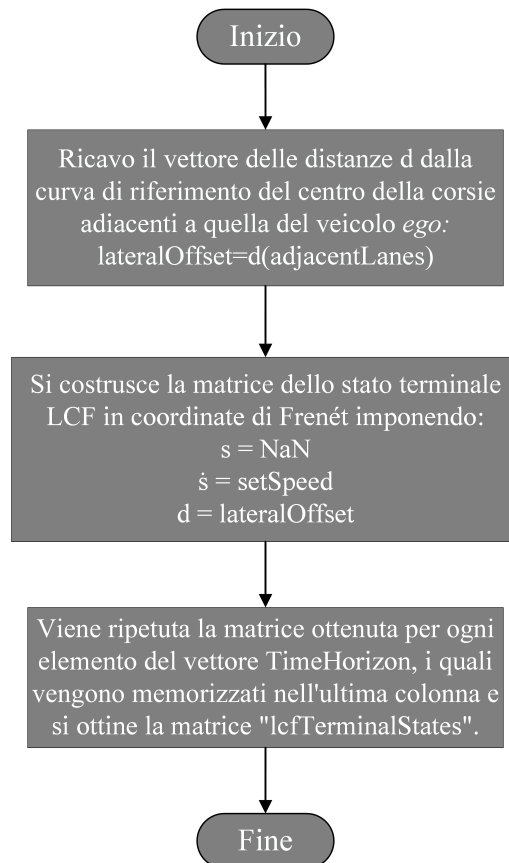 Inizio
Ricavo il vettore delle distanze d dalla
curva di riferimento del centro della corsie
adiacenti a quella del veicolo ego:
lateralOffset=d(adjacentLanes)
Si costrusce la matrice dello stato terminale
LCF in coordinate di Frenét imponendo:
s = NaN
ṡ = setSpeed
d = lateralOffset
Viene ripetuta la matrice ottenuta per ogni
elemento del vettore TimeHorizon, i quali
vengono memorizzati nell'ultima colonna e
si ottine la matrice "lcfTerminalStates".
Fine